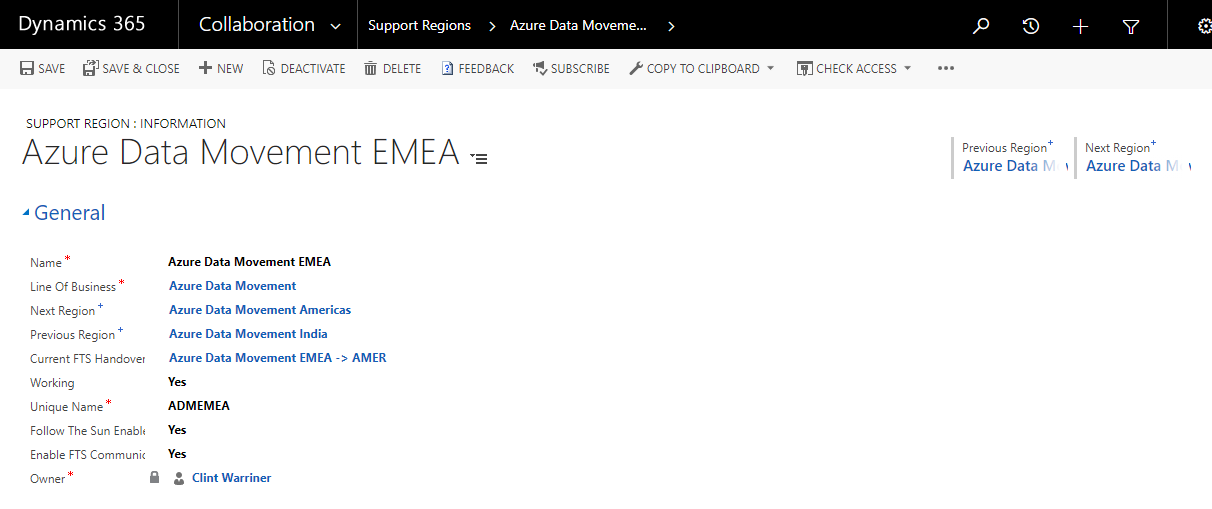 Dynamics 365 Collaboration Support Regions Azure Data Moveme...
SAVE SAVE & CLOSE NEW DEACTIVATE DELETE FEEDBACK SUBSCRIBE COPY TO CLIPBOARD CHECK ACCESS ...
SUPPORT REGION : INFORMATION
Azure Data Movement EMEA
Previous Region+ Next Region+
Azure Data M Azure Data M
General
Name* Azure Data Movement EMEA
Line Of Business* Azure Data Movement
Next Region+ Azure Data Movement Americas
Previous Region+ Azure Data Movement India
Current FTS Handover Azure Data Movement EMEA -> AMER
Working Yes
Unique Name* ADMEMEA
Follow The Sun Enable Yes
Enable FTS Communic Yes
Owner* Clint Warriner